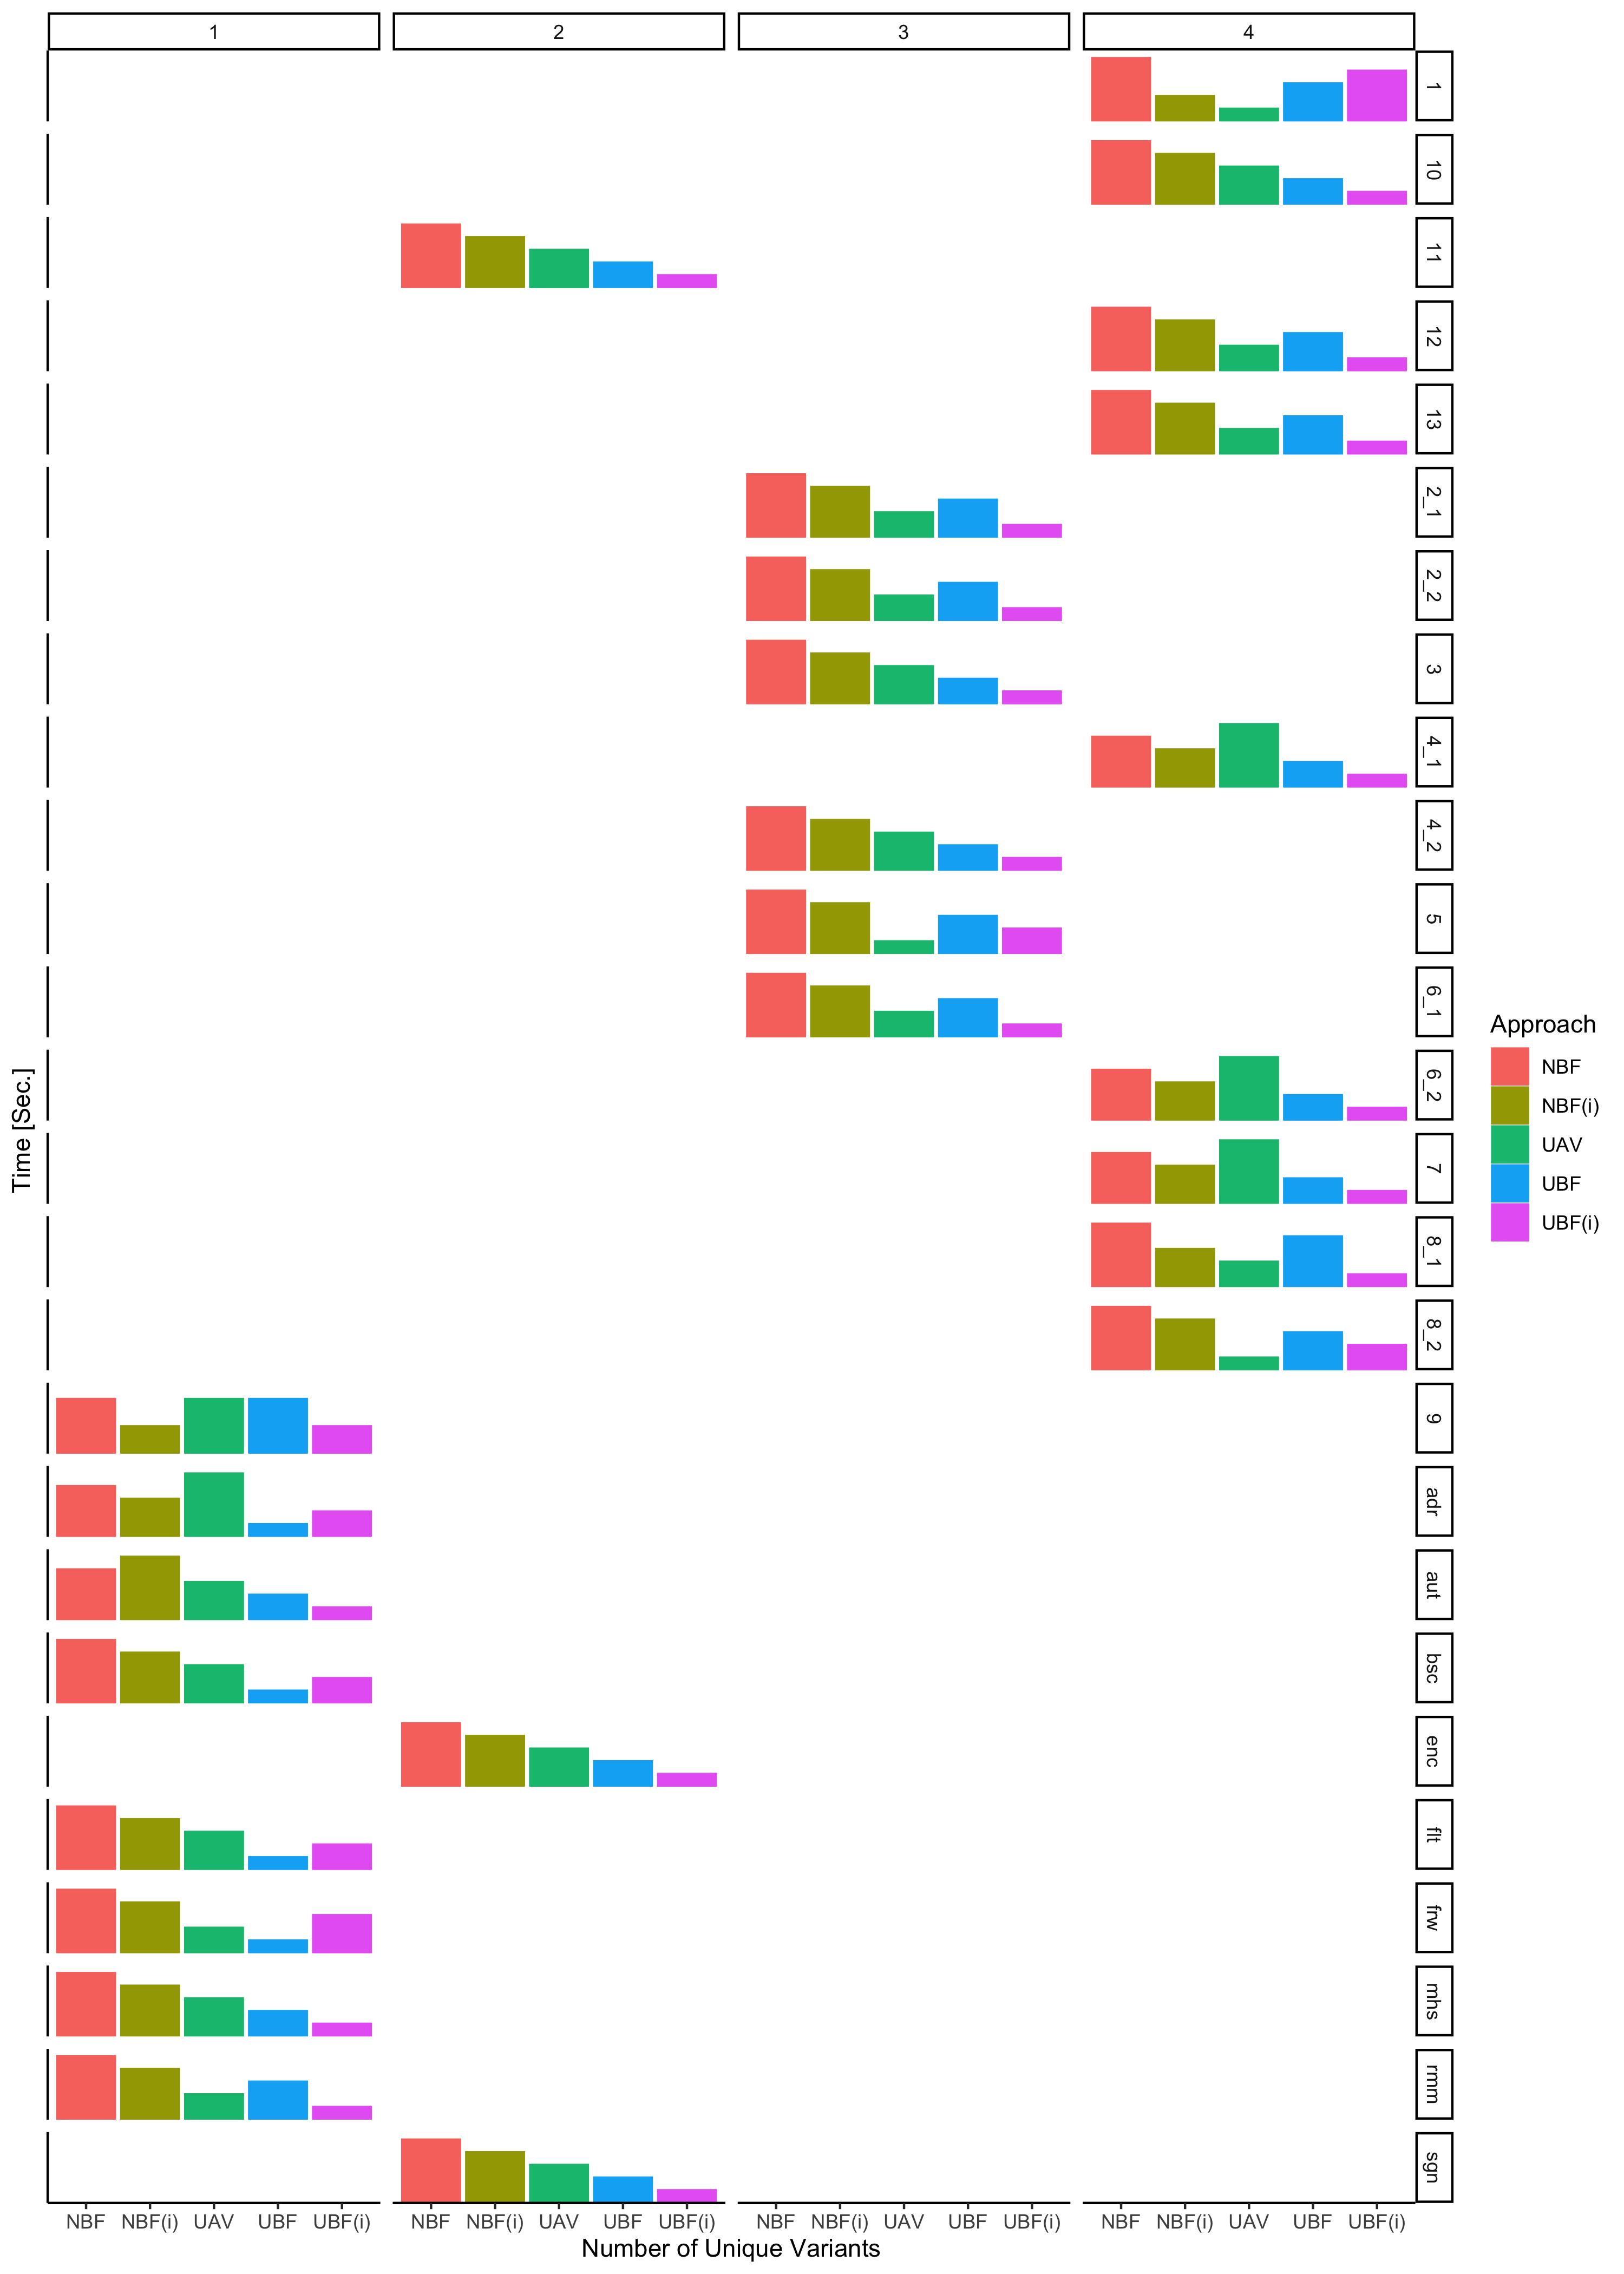 1 2 3 4
1
10
11
12
13
2_1
2_2
3
4_1
4_2
5
6_1
6_2
7
8_1
8_2
9
adr
aut
bsc
enc
flt
frw
mhs
rmm
sgn
Time [Sec.]
NBF NBF(i) UAV UBF UBF(i) NBF NBF(i) UAV UBF UBF(i) NBF NBF(i) UAV UBF UBF(i) NBF NBF(i) UAV UBF UBF(i)
Number of Unique Variants
Approach
NBF
NBF(i)
UAV
UBF
UBF(i)